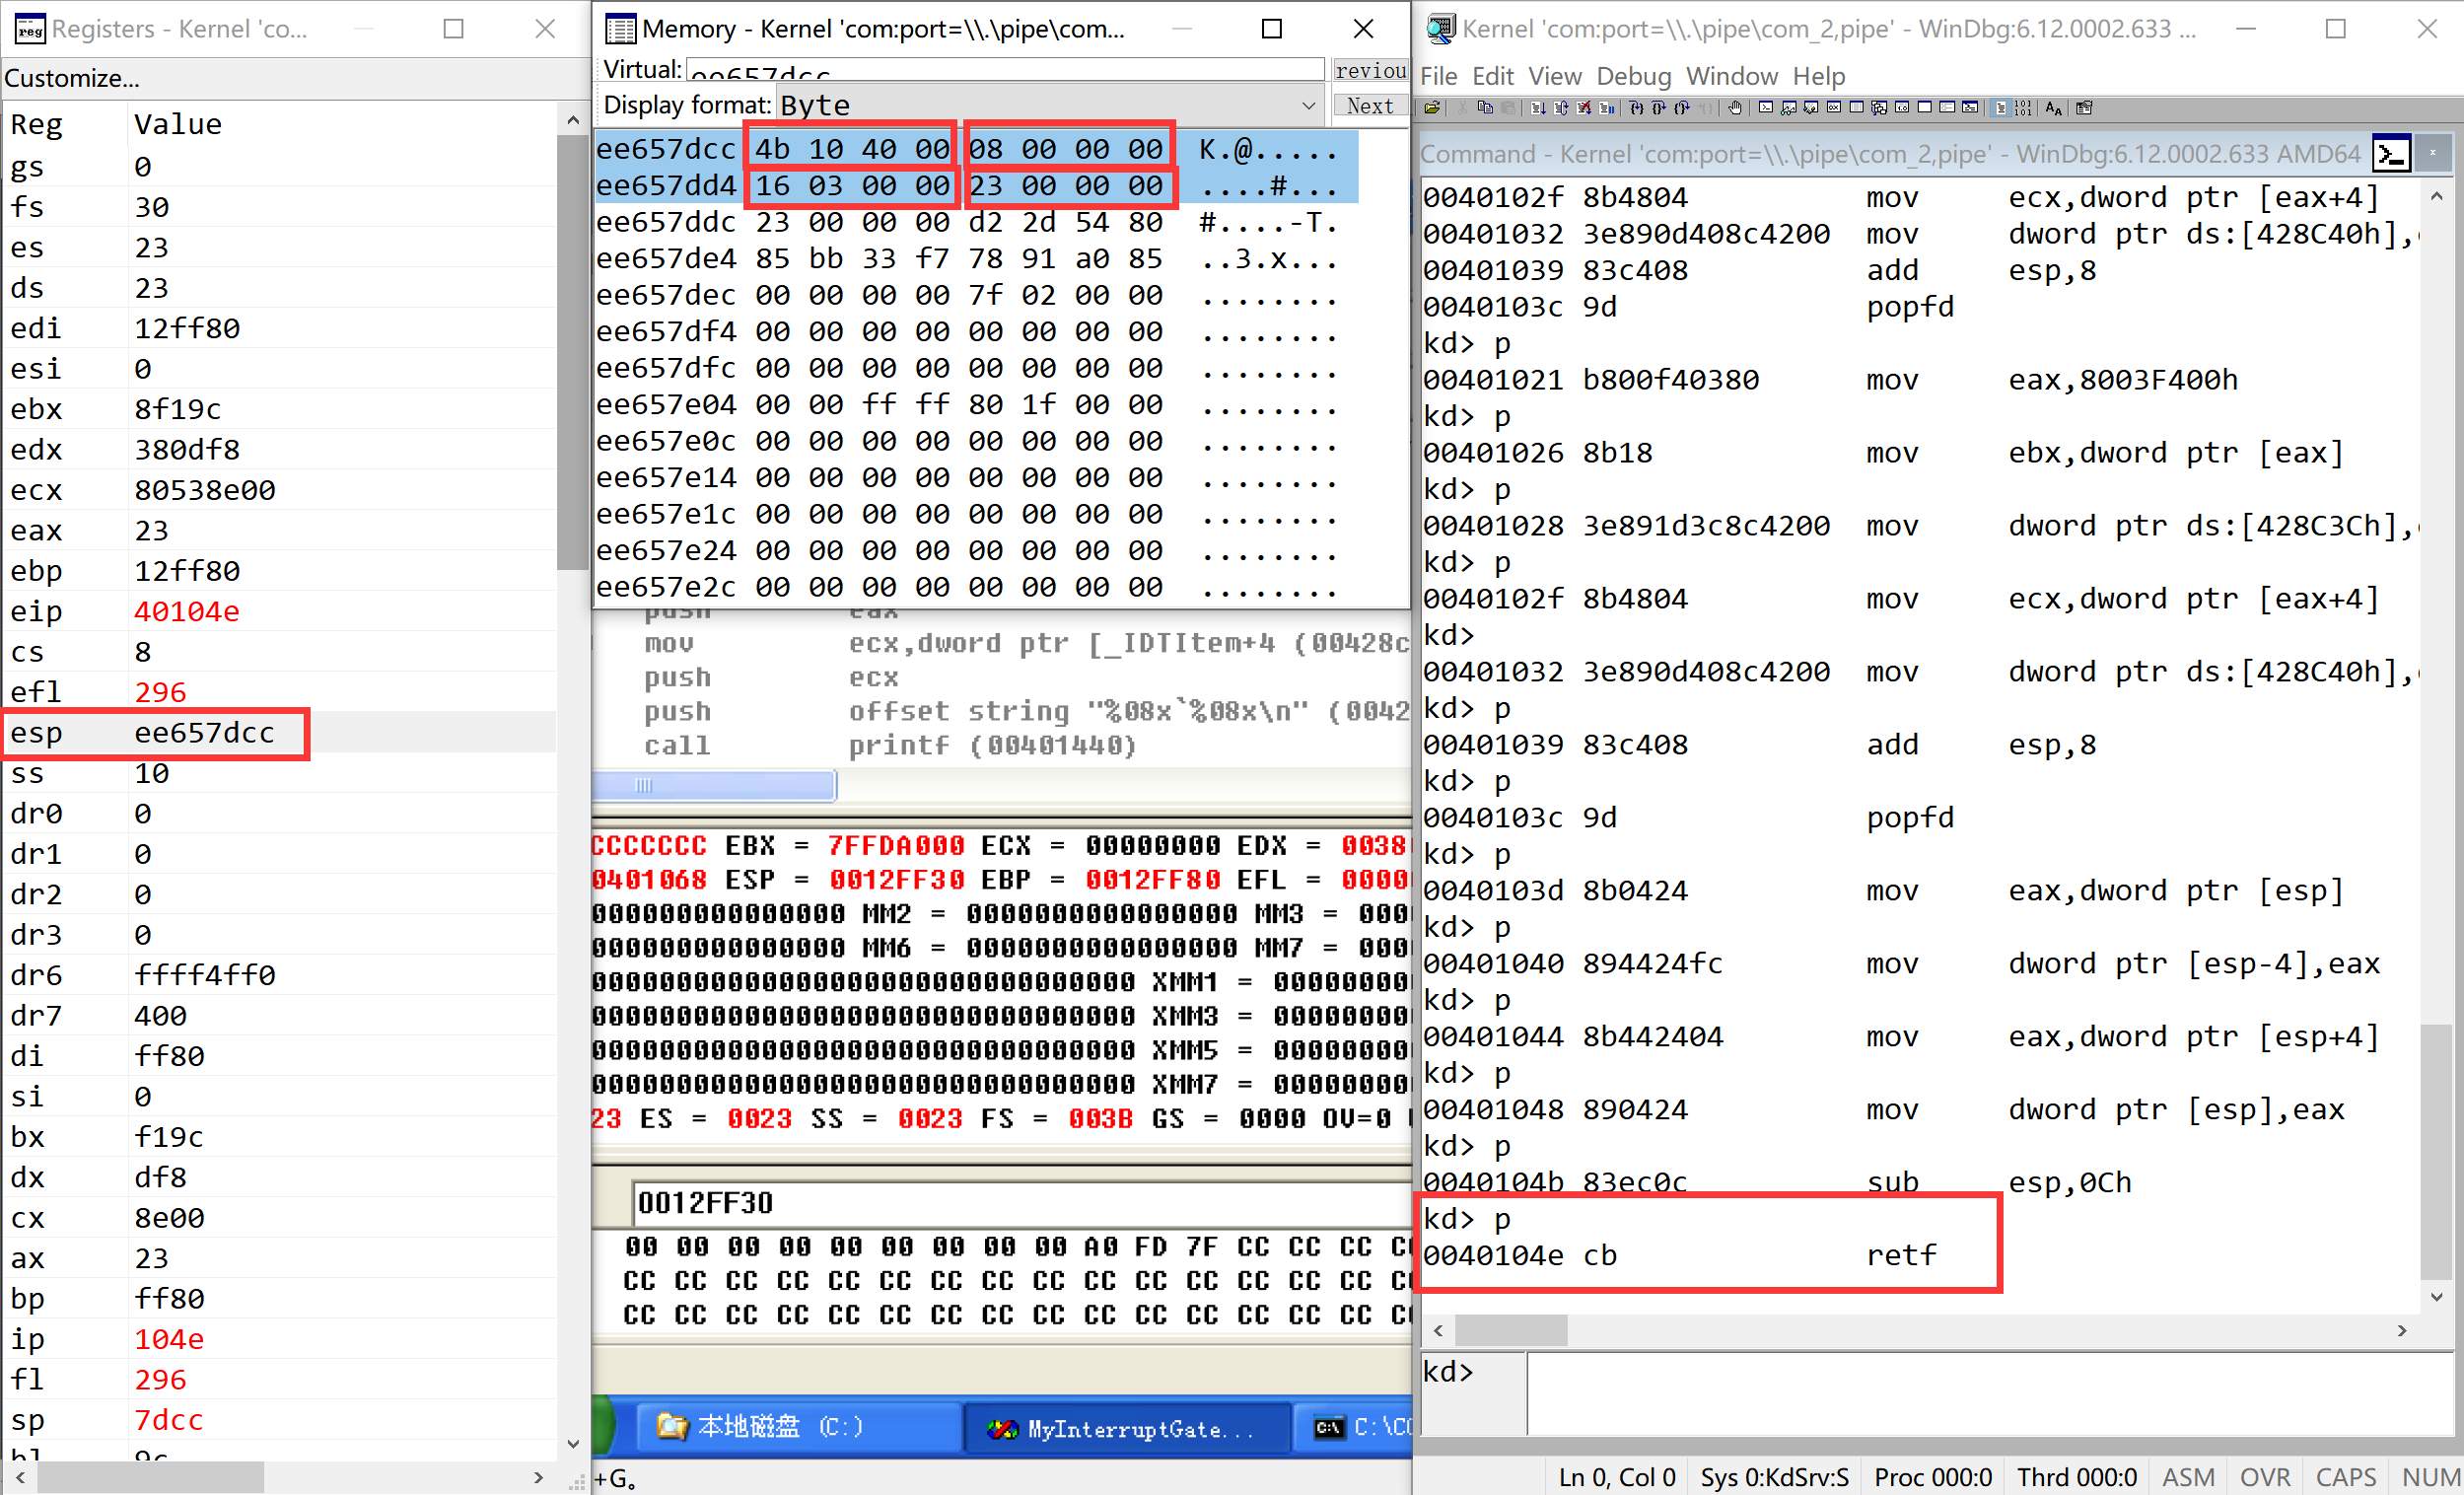 Registers - Kernel 'co...
Customize...
Reg Value
gs 0
fs 30
es 23
ds 23
edi 12ff80
esi 0
ebx 8f19c
edx 380df8
ecx 80538e00
eax 23
ebp 12ff80
eip 40104e
cs 8
efl 296
esp ee657dcc
ss 10
dr0 0
dr1 0
dr2 0
dr3 0
dr6 ffff4ff0
dr7 400
di ff80
si 0
bx f19c
dx df8
cx 8e00
ax 23
bp ff80
ip 104e
fl 296
sp 7dcc
Memory - Kernel 'com:port=\\.\pipe\com...
Virtual: ee657dcc reviou
Display format: Byte Next
ee657dcc 4b 10 40 00 08 00 00 00 K.@.....
ee657dd4 16 03 00 00 23 00 00 00 ....#...
ee657ddc 23 00 00 00 d2 2d 54 80 #....-T.
ee657de4 85 bb 33 f7 78 91 a0 85 ..3.x...
ee657dec 00 00 00 00 7f 02 00 00 ........
ee657df4 00 00 00 00 00 00 00 00 ........
ee657dfc 00 00 00 00 00 00 00 00 ........
ee657e04 00 00 ff ff 80 1f 00 00 ........
ee657e0c 00 00 00 00 00 00 00 00 ........
ee657e14 00 00 00 00 00 00 00 00 ........
ee657e1c 00 00 00 00 00 00 00 00 ........
ee657e24 00 00 00 00 00 00 00 00 ........
ee657e2c 00 00 00 00 00 00 00 00 ........
push eax
mov ecx,dword ptr [_IDTItem+4 (00428c
push ecx
push offset string "%08x`%08x\n" (0042
call printf (00401440)
CCCCCCC EBX = 7FFDA000 ECX = 00000000 EDX = 0038
0401068 ESP = 0012FF30 EBP = 0012FF80 EFL = 0000
000000000000000 MM2 = 0000000000000000 MM3 = 000
000000000000000 MM6 = 0000000000000000 MM7 = 000
00000000000000000000000000000000 XMM1 = 00000000
00000000000000000000000000000000 XMM3 = 00000000
00000000000000000000000000000000 XMM5 = 00000000
00000000000000000000000000000000 XMM7 = 00000000
23 ES = 0023 SS = 0023 FS = 003B GS = 0000 OV=0
0012FF30
00 00 00 00 00 00 00 00 00 A0 FD 7F CC CC CC
CC CC CC CC CC CC CC CC CC CC CC CC CC CC CC
CC CC CC CC CC CC CC CC CC CC CC CC CC CC CC
本地磁盘 (C:) MyInterruptGate... C:\CO
+G。
Kernel 'com:port=\\.\pipe\com_2,pipe' - WinDbg:6.12.0002.633 ...
File Edit View Debug Window Help
Command - Kernel 'com:port=\\.\pipe\com_2,pipe' - WinDbg:6.12.0002.633 AMD64
0040102f 8b4804 mov ecx,dword ptr [eax+4]
00401032 3e890d408c4200 mov dword ptr ds:[428C40h],
00401039 83c408 add esp,8
0040103c 9d popfd
kd> p
00401021 b800f40380 mov eax,8003F400h
kd> p
00401026 8b18 mov ebx,dword ptr [eax]
kd> p
00401028 3e891d3c8c4200 mov dword ptr ds:[428C3Ch],
kd> p
0040102f 8b4804 mov ecx,dword ptr [eax+4]
kd>
00401032 3e890d408c4200 mov dword ptr ds:[428C40h],
kd> p
00401039 83c408 add esp,8
kd> p
0040103c 9d popfd
kd> p
0040103d 8b0424 mov eax,dword ptr [esp]
kd> p
00401040 894424fc mov dword ptr [esp-4],eax
kd> p
00401044 8b442404 mov eax,dword ptr [esp+4]
kd> p
00401048 890424 mov dword ptr [esp],eax
kd> p
0040104b 83ec0c sub esp,0Ch
kd> p
0040104e cb retf
kd>
Ln 0, Col 0 Sys 0:KdSrv:S Proc 000:0 Thrd 000:0 ASM OVR CAPS NUM